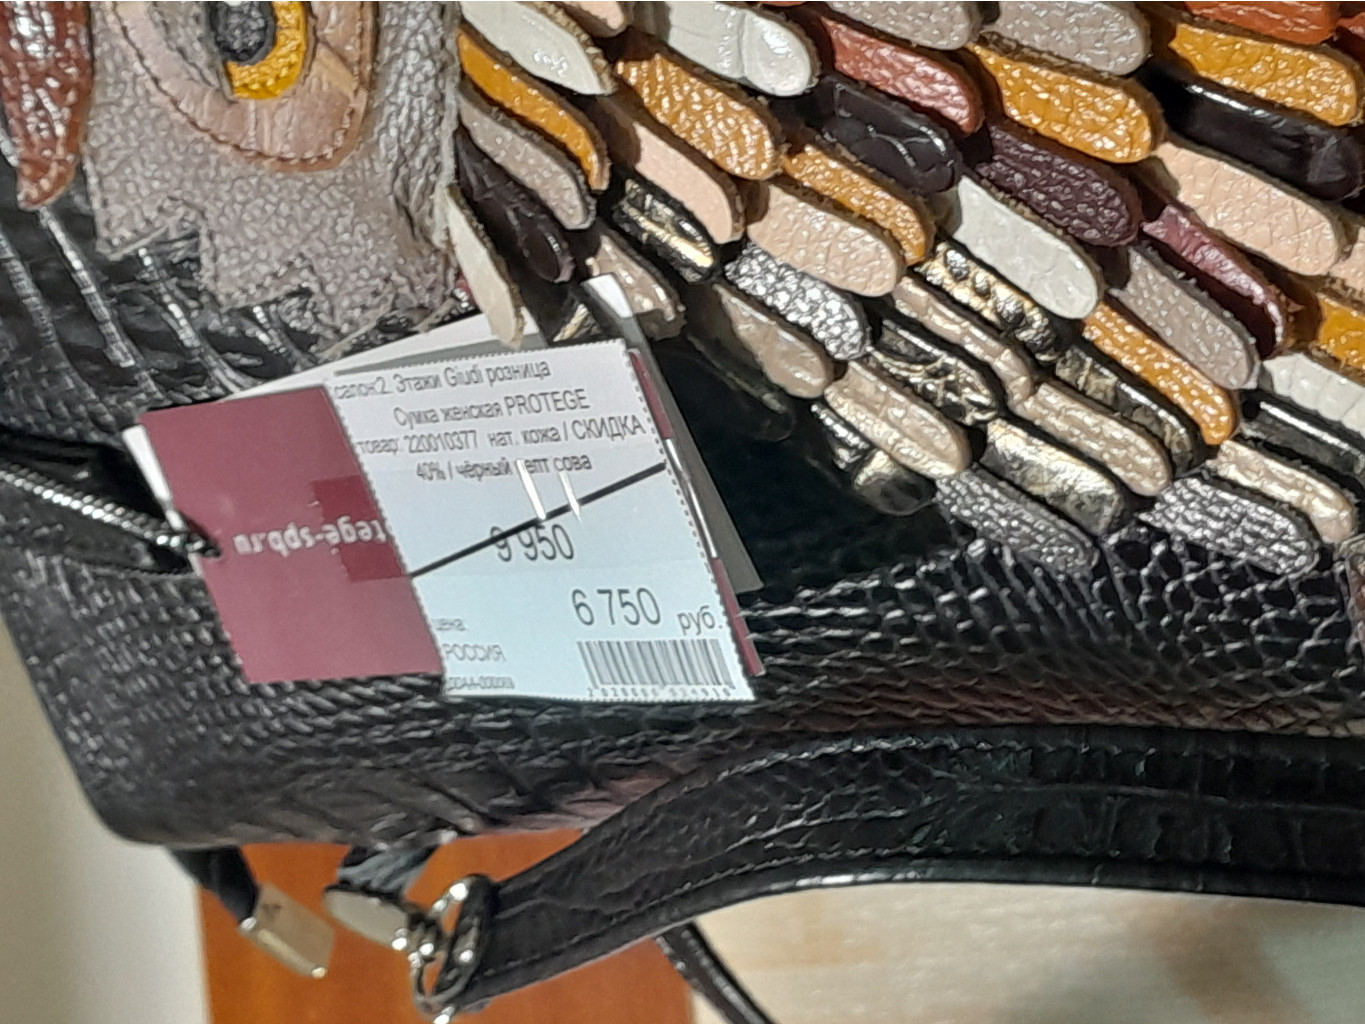 салон2. Этажи Giudi розница
Сумка женская PROTEGE
товар: 220010377 нат. кожа / СКИДКА
40% / чёрный сова
9 950
6 750 руб.
цена:
РОССИЯ
tege-spb.ru